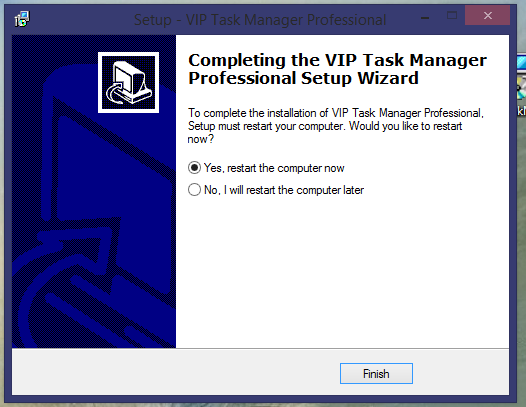 Setup - VIP Task Manager Professional
Completing the VIP Task Manager
Professional Setup Wizard
To complete the installation of VIP Task Manager Professional,
Setup must restart your computer. Would you like to restart
now?
Yes, restart the computer now
No, I will restart the computer later
Finish